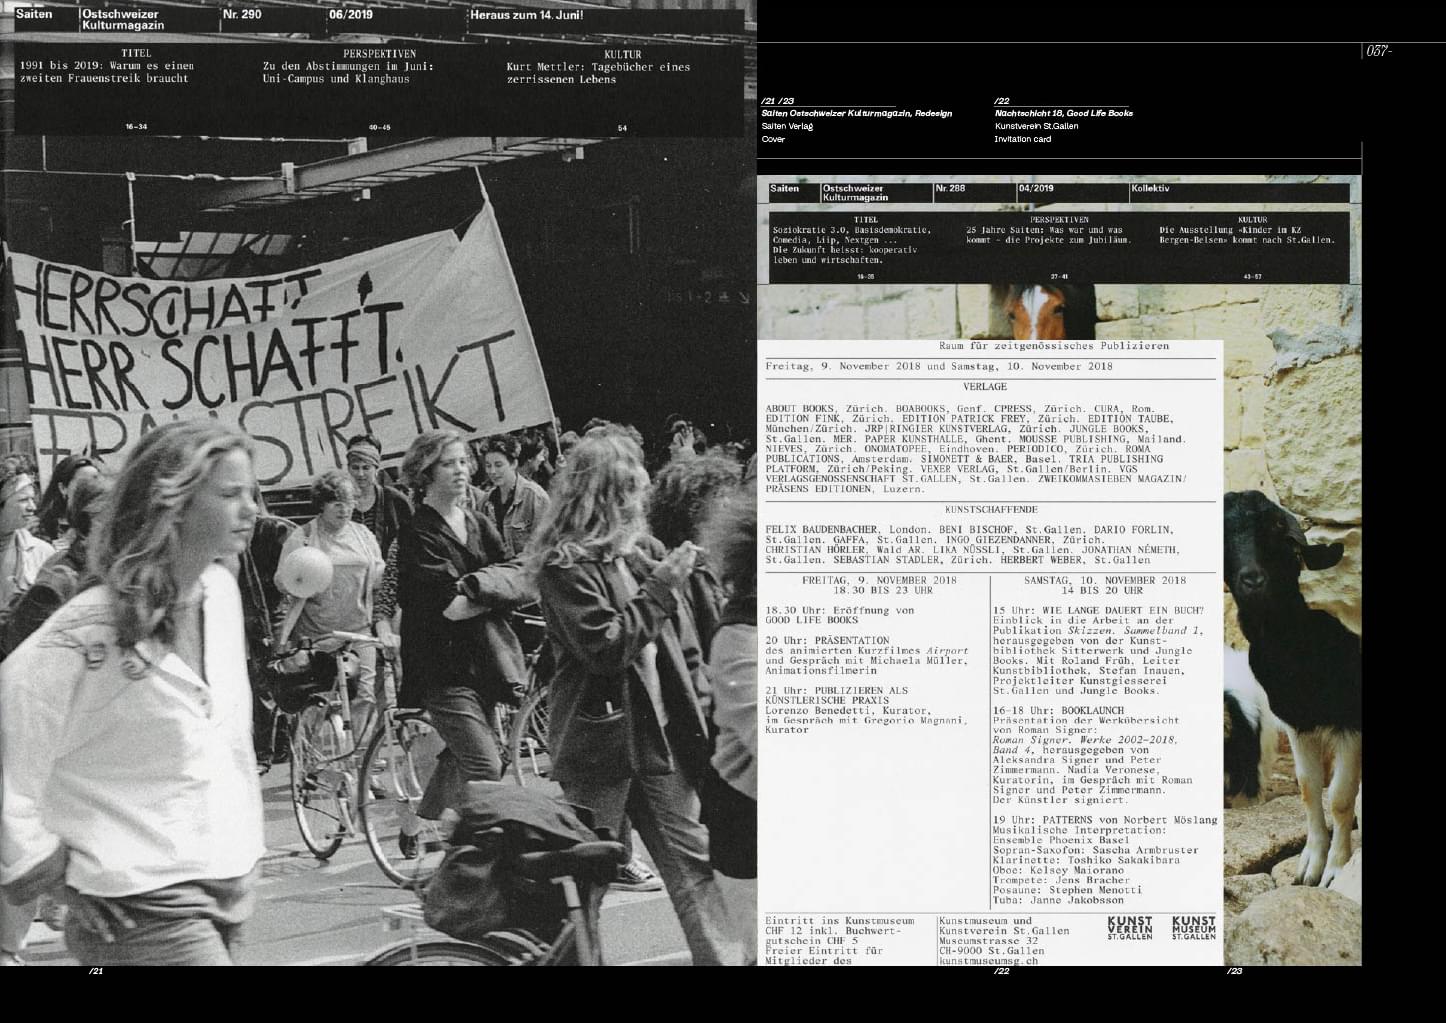 Saiten
Ostschweizer
Kulturmagazin
Nr. 290
06/2019
Heraus zum 14. Juni!
TITEL
1991 bis 2019: Warum es einen
zweiten Frauenstreik braucht
16–34
PERSPEKTIVEN
Zu den Abstimmungen im Juni:
Uni-Campus und Klanghaus
40–45
KULTUR
Kurt Mettler: Tagebücher eines
zerrissenen Lebens
54
HERRSCHAFT
HERR SCHAFFT.
FRAU STREIKT
/21
037-
/21 /23
Saiten Ostschweizer Kulturmagazin, Redesign
Saiten Verlag
Cover
/22
Nachtschicht 18, Good Life Books
Kunstverein St.Gallen
Invitation card
Saiten
Ostschweizer
Kulturmagazin
Nr. 288
04/2019
Kollektiv
TITEL
Soziokratie 3.0, Basisdemokratie,
Comedia, Liip, Nextgen ...
Die Zukunft heisst: kooperativ
leben und wirtschaften.
PERSPEKTIVEN
25 Jahre Saiten: Was war und was
kommt – die Projekte zum Jubiläum.
27–41
KULTUR
Die Ausstellung «Kinder im KZ
Bergen-Belsen» kommt nach St.Gallen.
43–57
Raum für zeitgenössisches Publizieren
Freitag, 9. November 2018 und Samstag, 10. November 2018
VERLAGE
ABOUT BOOKS, Zürich. BOABOOKS, Genf. CPRESS, Zürich. CURA, Rom.
EDITION FINK, Zürich. EDITION PATRICK FREY, Zürich. EDITION TAUBE,
München/Zürich. JRP|RINGIER KUNSTVERLAG, Zürich. JUNGLE BOOKS,
St.Gallen. MER. PAPER KUNSTHALLE, Ghent. MOUSSE PUBLISHING, Mailand.
NIEVES, Zürich. ONOMATOPEE, Eindhoven. PERIODICO, Zürich. ROMA
PUBLICATIONS, Amsterdam. SIMONETT & BAER, Basel. TRIA PUBLISHING
PLATFORM, Zürich/Peking. VEXER VERLAG, St.Gallen/Berlin. VGS
VERLAGSGENOSSENSCHAFT ST.GALLEN, St.Gallen. ZWEIKOMMASIEBEN MAGAZIN/
PRÄSENS EDITIONEN, Luzern.
KUNSTSCHAFFENDE
FELIX BAUDENBACHER, London. BENI BISCHOF, St.Gallen. DARIO FORLIN,
St.Gallen. GAFFA, St.Gallen. INGO GIEZENDANNER, Zürich.
CHRISTIAN HÖRLER, Wald AR. LIKA NÜSSLI, St.Gallen. JONATHAN NÉMETH,
St.Gallen. SEBASTIAN STADLER, Zürich. HERBERT WEBER, St.Gallen
FREITAG, 9. NOVEMBER 2018
18.30 BIS 23 UHR
18.30 Uhr: Eröffnung von
GOOD LIFE BOOKS
20 Uhr: PRÄSENTATION
des animierten Kurzfilmes Airport
und Gespräch mit Michaela Müller,
Animationsfilmerin
21 Uhr: PUBLIZIEREN ALS
KÜNSTLERISCHE PRAXIS
Lorenzo Benedetti, Kurator,
im Gespräch mit Gregorio Magnani,
Kurator
SAMSTAG, 10. NOVEMBER 2018
14 BIS 20 UHR
15 Uhr: WIE LANGE DAUERT EIN BUCH?
Einblick in die Arbeit an der
Publikation Skizzen. Sammelband 1,
herausgegeben von der Kunst-
bibliothek Sitterwerk und Jungle
Books. Mit Roland Früh, Leiter
Kunstbibliothek, Stefan Inauen,
Projektleiter Kunstgiesserei
St.Gallen und Jungle Books.
16–18 Uhr: BOOKLAUNCH
Präsentation der Werkübersicht
von Roman Signer:
Roman Signer. Werke 2002–2018,
Band 4, herausgegeben von
Aleksandra Signer und Peter
Zimmermann. Nadia Veronese,
Kuratorin, im Gespräch mit Roman
Signer und Peter Zimmermann.
Der Künstler signiert.
19 Uhr: PATTERNS von Norbert Möslang
Musikalische Interpretation:
Ensemble Phoenix Basel
Sopran-Saxofon: Sascha Armbruster
Klarinette: Toshiko Sakakibara
Oboe: Kelsey Maiorano
Trompete: Jens Bracher
Posaune: Stephen Menotti
Tuba: Janne Jakobsson
Eintritt ins Kunstmuseum
CHF 12 inkl. Buchwert-
gutschein CHF 5
Freier Eintritt für
Mitglieder des
Kunstmuseum und
Kunstverein St.Gallen
Museumstrasse 32
CH-9000 St.Gallen
kunstmuseumsg.ch
KUNST
VEREIN
ST.GALLEN
KUNST
MUSEUM
ST.GALLEN
/22
/23